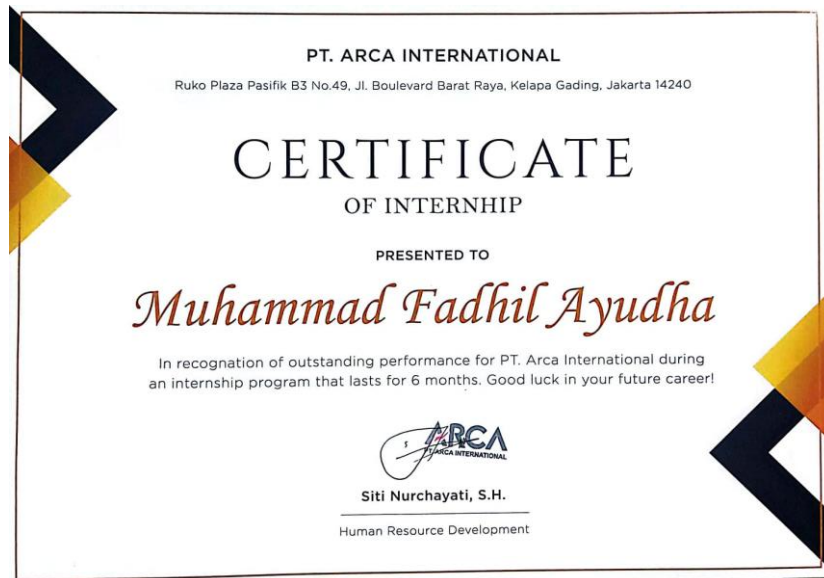 PT. ARCA INTERNATIONAL
Ruko Plaza Pasifik B3 No.49, Jl. Boulevard Barat Raya, Kelapa Gading, Jakarta 14240
CERTIFICATE
OF INTERNHIP
PRESENTED TO
Muhammad Fadhil Ayudha
In recognation of outstanding performance for PT. Arca International during
an internship program that lasts for 6 months. Good luck in your future career!
ARCA
PT. ARCA INTERNATIONAL
Siti Nurchayati, S.H.
Human Resource Development